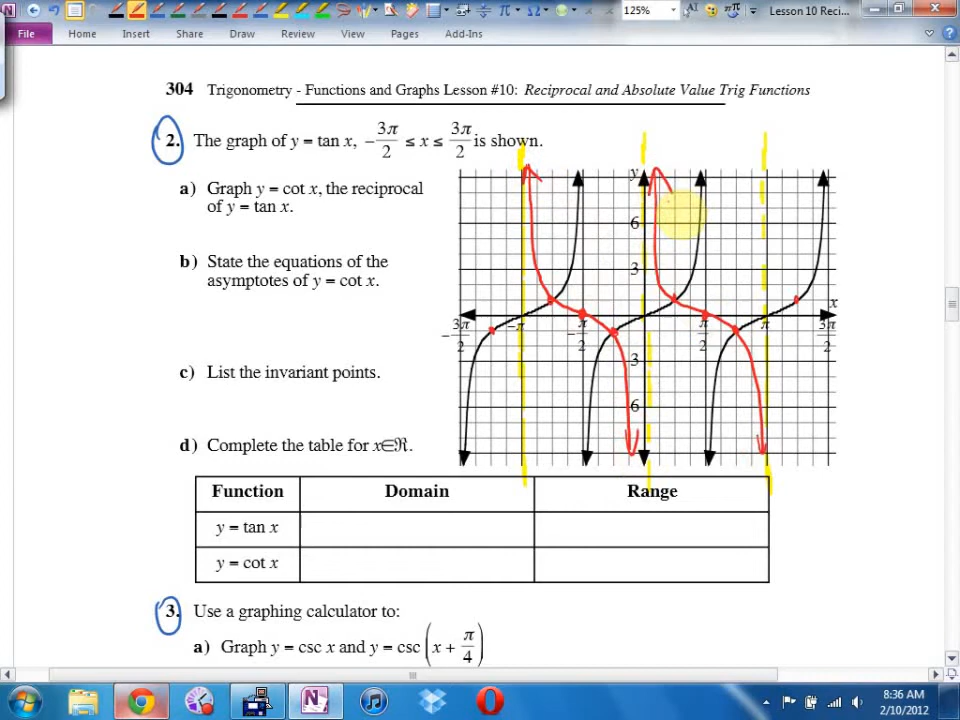 125%
Lesson 10 Reci...
File Home Insert Share Draw Review View Pages Add-Ins
304 Trigonometry - Functions and Graphs Lesson #10: Reciprocal and Absolute Value Trig Functions
2. The graph of y = tan x, -3π/2 ≤ x ≤ 3π/2 is shown.
a) Graph y = cot x, the reciprocal
of y = tan x.
b) State the equations of the
asymptotes of y = cot x.
c) List the invariant points.
d) Complete the table for x∈ℜ.
y
6
3
x
-3π/2 -π -π/2 π/2 π 3π/2
3
6
Function Domain Range
y = tan x
y = cot x
3. Use a graphing calculator to:
a) Graph y = csc x and y = csc (x + π/4)
8:36 AM
2/10/2012